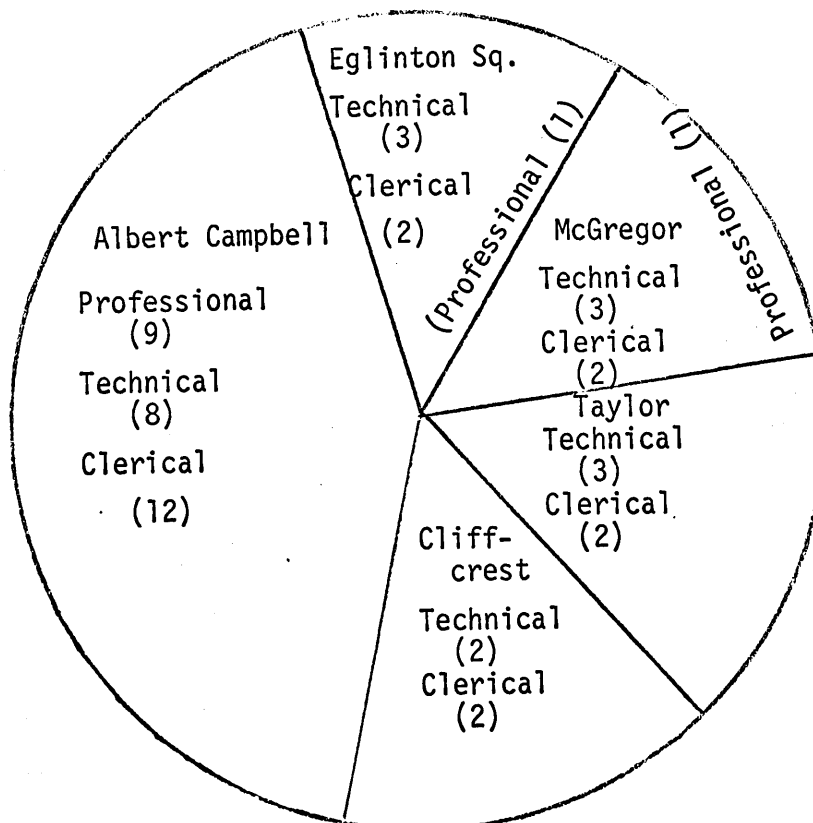 Eglinton Sq.
Technical
(3)
Clerical
(2)
(Professional (1)
Professional (1)
McGregor
Technical
(3)
Clerical
(2)
Albert Campbell
Professional
(9)
Technical
(8)
Clerical
(12)
Taylor
Technical
(3)
Clerical
(2)
Cliff-
crest
Technical
(2)
Clerical
(2)